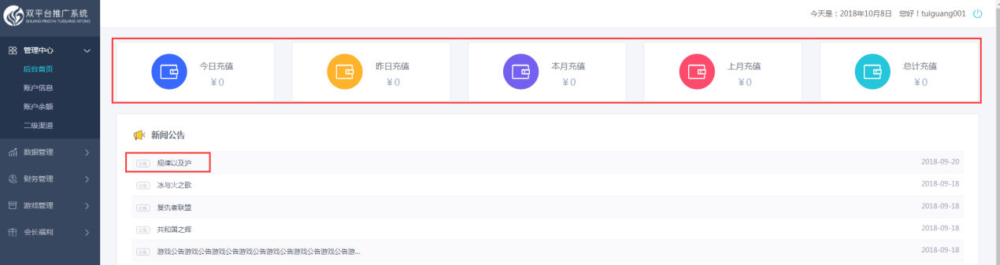 双平台推广系统
SHUANG PINGTAI TUIGUANG XITONG
今天是：2018年10月8日 您好！tuiguang001
管理中心
后台首页
账户信息
账户余额
二级渠道
数据管理
财务管理
游戏管理
会长福利
今日充值
¥0
昨日充值
¥0
本月充值
¥0
上月充值
¥0
总计充值
¥0
新闻公告
公告 规律以及沪 2018-09-20
公告 冰与火之歌 2018-09-18
公告 复仇者联盟 2018-09-18
公告 共和国之辉 2018-09-18
公告 游戏公告游戏公告游戏公告游戏公告游戏公告游戏公告游戏公告游... 2018-09-18